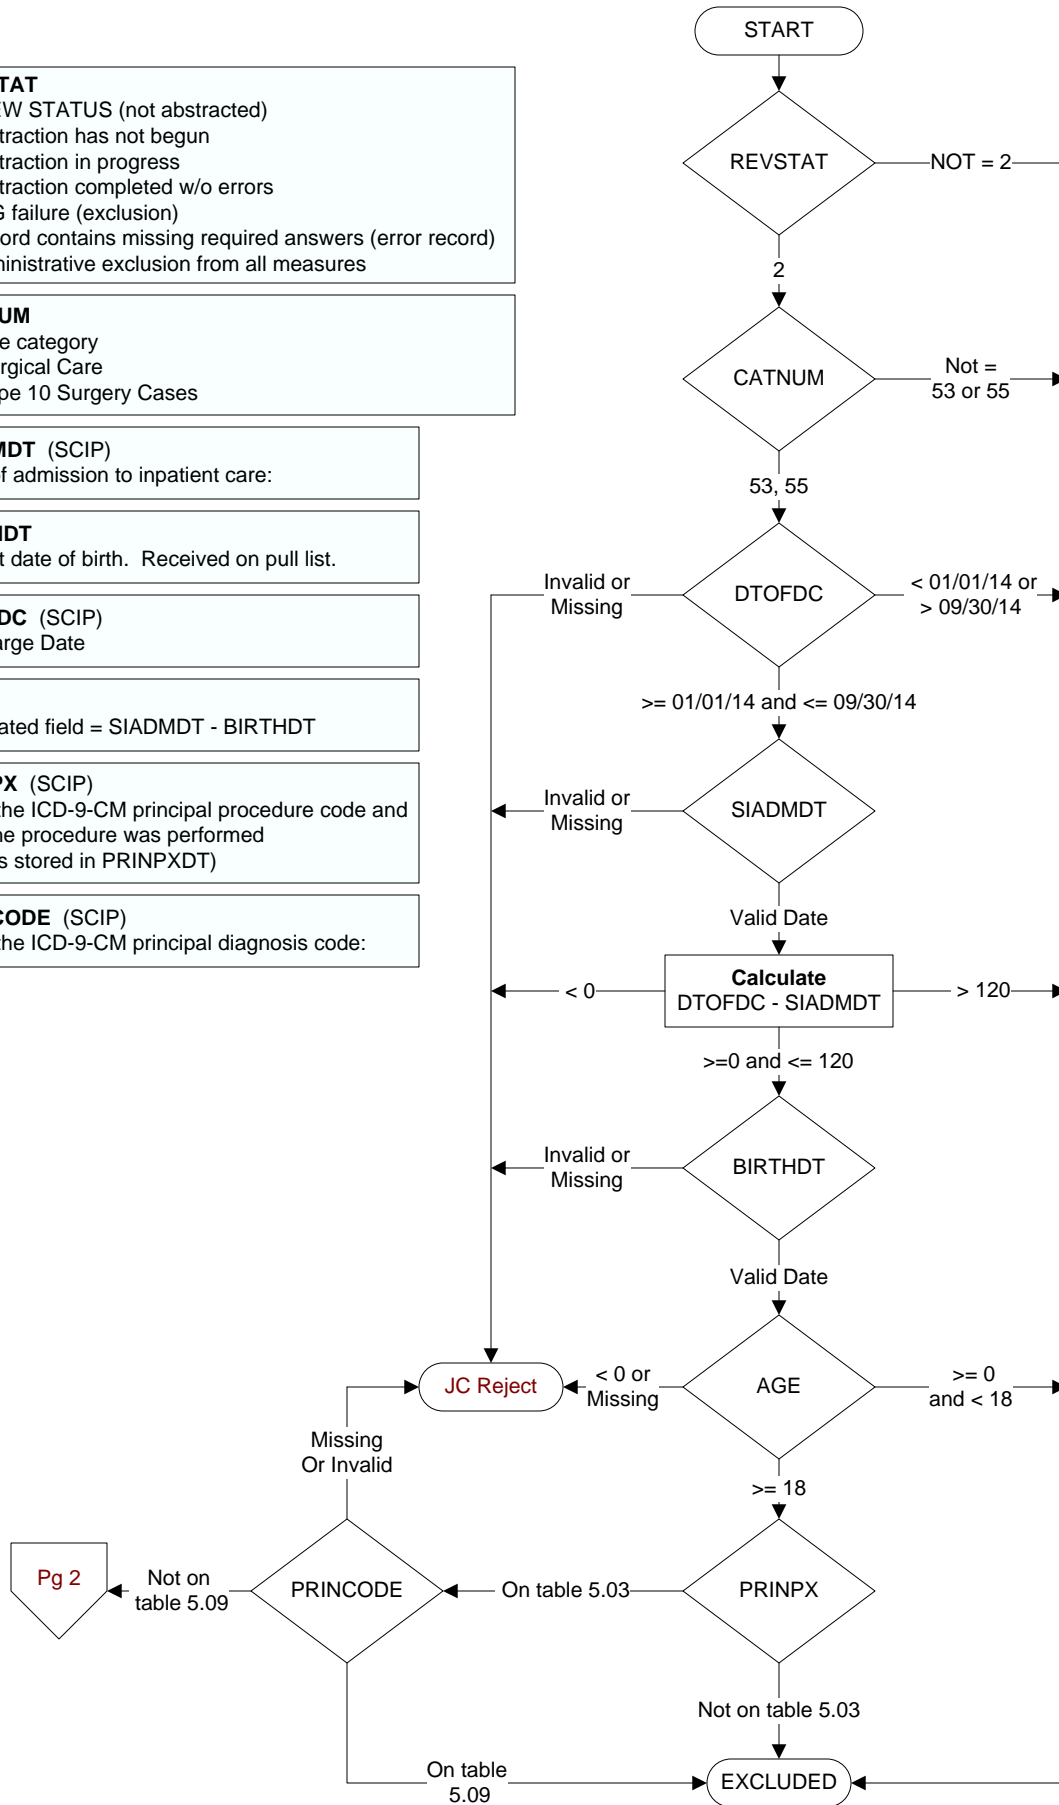 START
TAT
EW STATUS (not abstracted)
traction has not begun
traction in progress
traction completed w/o errors
G failure (exclusion)
ord contains missing required answers (error record)
ministrative exclusion from all measures
REVSTAT
NOT = 2
2
UM
e category
rgical Care
pe 10 Surgery Cases
CATNUM
Not =
53 or 55
53, 55
MDT (SCIP)
of admission to inpatient care:
HDT
t date of birth. Received on pull list.
Invalid or
Missing
DTOFDC
< 01/01/14 or
> 09/30/14
DC (SCIP)
arge Date
>= 01/01/14 and <= 09/30/14
ated field = SIADMDT - BIRTHDT
PX (SCIP)
the ICD-9-CM principal procedure code and
he procedure was performed
s stored in PRINPXDT)
Invalid or
Missing
SIADMDT
CODE (SCIP)
the ICD-9-CM principal diagnosis code:
Valid Date
< 0
Calculate
DTOFDC - SIADMDT
> 120
>=0 and <= 120
Invalid or
Missing
BIRTHDT
Valid Date
JC Reject
< 0 or
Missing
AGE
>= 0
and < 18
Missing
Or Invalid
>= 18
Pg 2
Not on
table 5.09
PRINCODE
On table 5.03
PRINPX
Not on table 5.03
On table
5.09
EXCLUDED